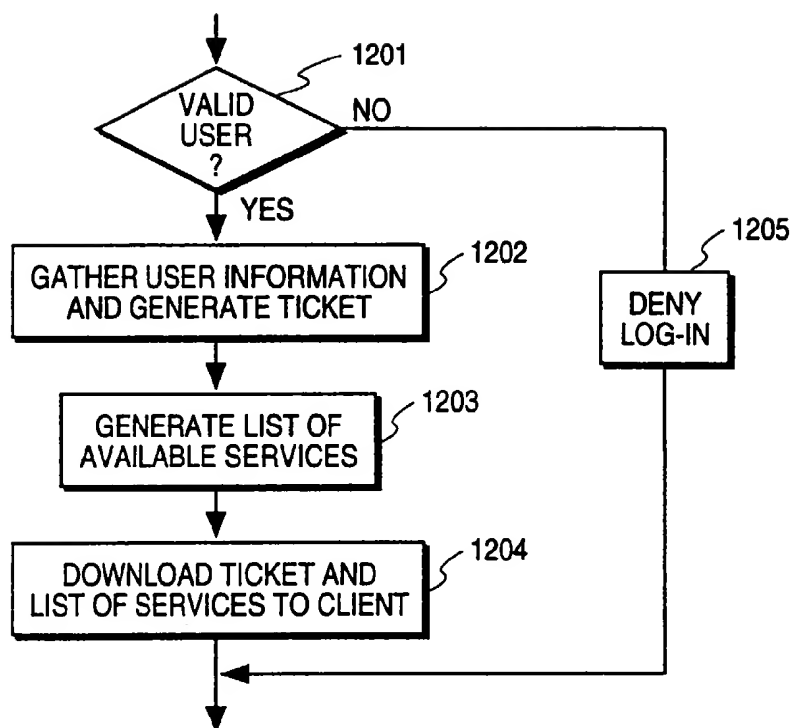 1201
VALID
USER
?
NO
YES
1202
GATHER USER INFORMATION
AND GENERATE TICKET
1205
DENY
LOG-IN
1203
GENERATE LIST OF
AVAILABLE SERVICES
1204
DOWNLOAD TICKET AND
LIST OF SERVICES TO CLIENT